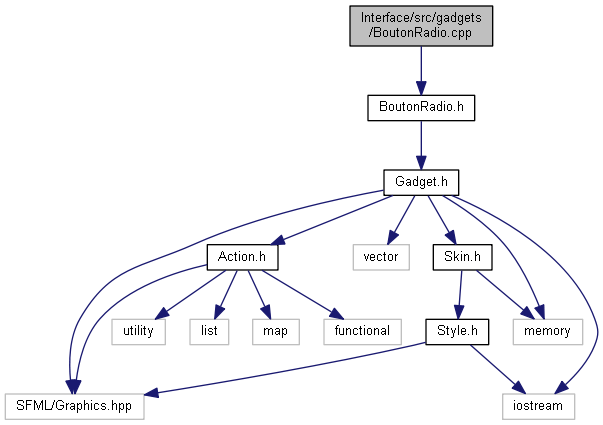 Interface/src/gadgets
/BoutonRadio.cpp
BoutonRadio.h
Gadget.h
Action.h
vector
Skin.h
utility
list
map
functional
Style.h
memory
SFML/Graphics.hpp
iostream